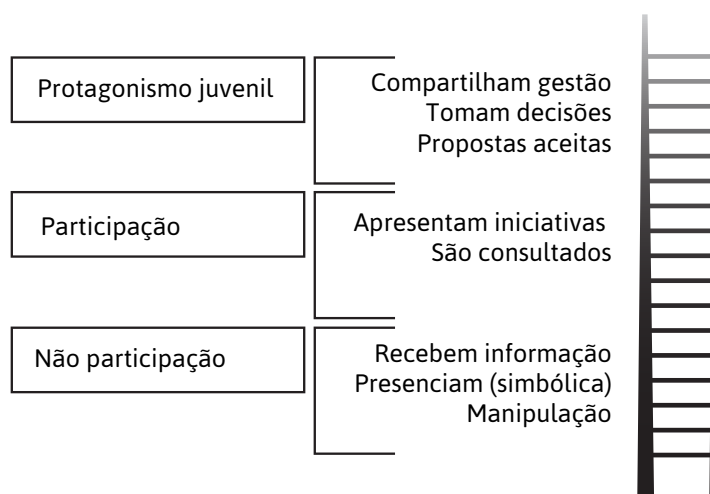 Protagonismo juvenil
Compartilham gestão
Tomam decisões
Propostas aceitas
Participação
Apresentam iniciativas
São consultados
Não participação
Recebem informação
Presenciam (simbólica)
Manipulação